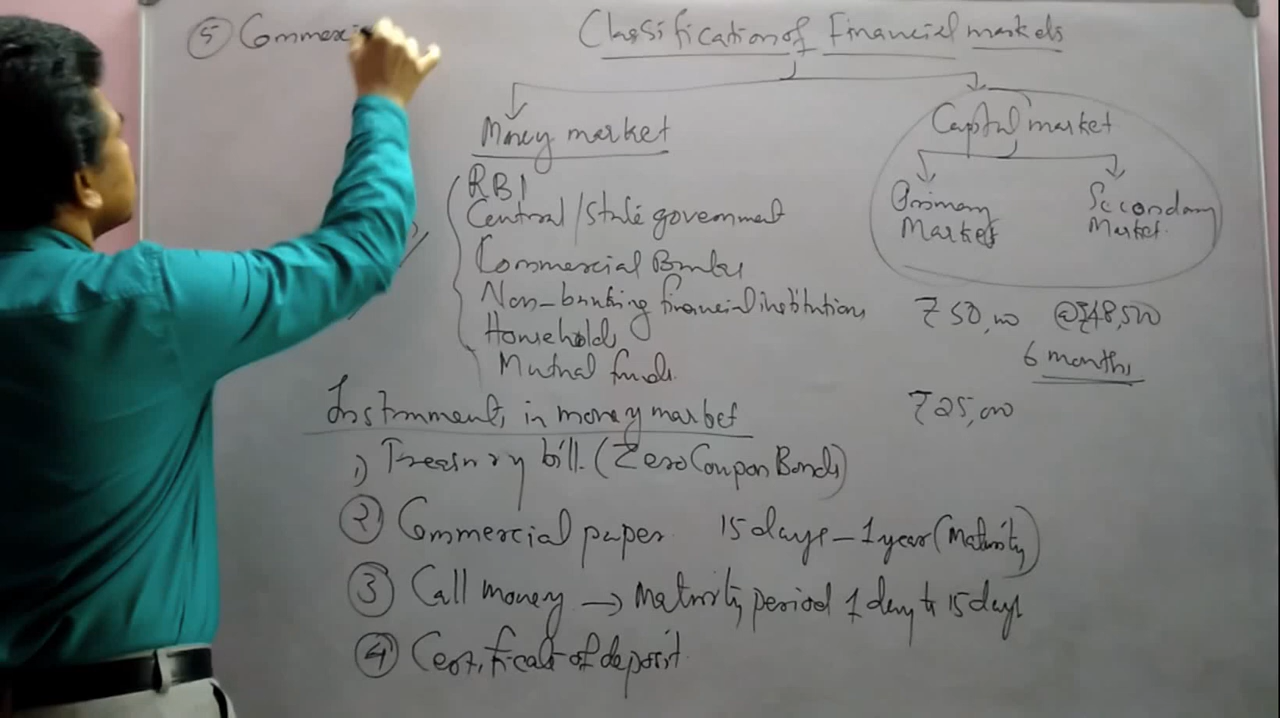 ⑤ Commerci
Classification of Financial markets
Money market
Capital market
RBI
Central/State government
Commercial Banks
Non-banking financial institutions
Households
Mutual funds.
Primary
Market
Secondary
Market.
₹50,000 @₹48,500
6 months
₹25,000
Instruments in money market
1) Treasury bill. (Zero Coupon Bonds)
② Commercial paper 15 days - 1 year (Maturity)
③ Call money → Maturity period 1 day to 15 days
④ Certificate of deposit